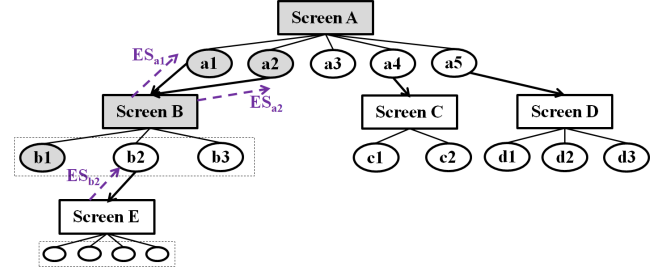 Screen A
ESa1
a1
a2
a3
a4
a5
ESa2
Screen B
Screen C
Screen D
b1
b2
b3
c1
c2
d1
d2
d3
ESb2
Screen E